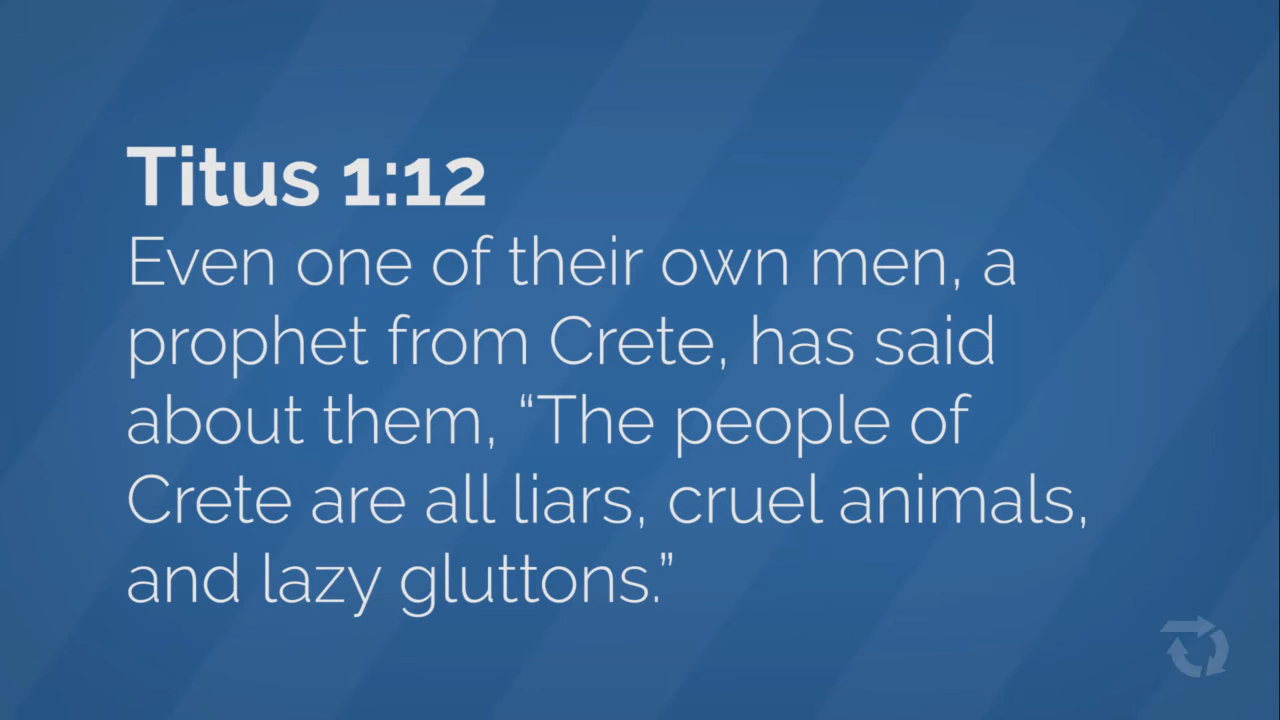 Titus 1:12
Even one of their own men, a
prophet from Crete, has said
about them, “The people of
Crete are all liars, cruel animals,
and lazy gluttons.”